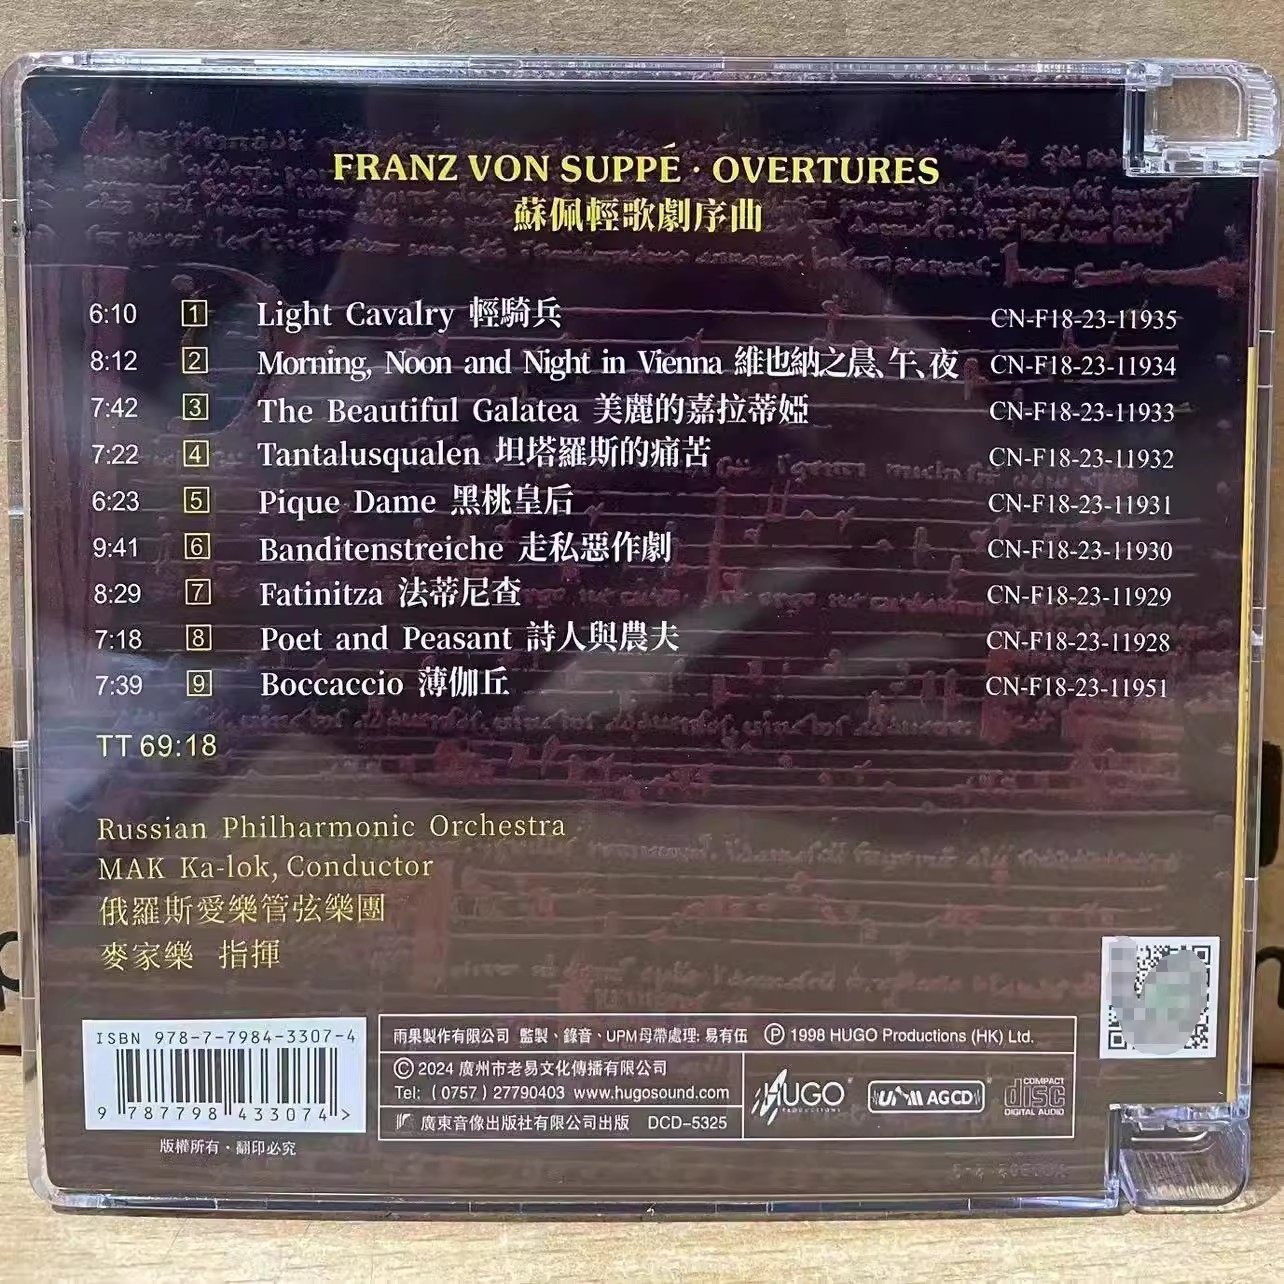 FRANZ VON SUPPÉ · OVERTURES
蘇佩輕歌劇序曲
6:10 1 Light Cavalry 輕騎兵 CN-F18-23-11935
8:12 2 Morning, Noon and Night in Vienna 維也納之晨、午、夜 CN-F18-23-11934
7:42 3 The Beautiful Galatea 美麗的嘉拉蒂婭 CN-F18-23-11933
7:22 4 Tantalusqualen 坦塔羅斯的痛苦 CN-F18-23-11932
6:23 5 Pique Dame 黑桃皇后 CN-F18-23-11931
9:41 6 Banditenstreiche 走私惡作劇 CN-F18-23-11930
8:29 7 Fatinitza 法蒂尼查 CN-F18-23-11929
7:18 8 Poet and Peasant 詩人與農夫 CN-F18-23-11928
7:39 9 Boccaccio 薄伽丘 CN-F18-23-11951
TT 69:18
Russian Philharmonic Orchestra
MAK Ka-lok, Conductor
俄羅斯愛樂管弦樂團
麥家樂 指揮
ISBN 978-7-7984-3307-4
9 787798 433074 >
版權所有·翻印必究
雨果製作有限公司 監製、錄音、UPM母帶處理: 易有伍 Ⓟ 1998 HUGO Productions (HK) Ltd.
© 2024 廣州市老易文化傳播有限公司
Tel: (0757) 27790403 www.hugosound.com
廣東音像出版社有限公司出版 DCD-5325
HUGO
PRODUCTIONS
UPM AGCD
COMPACT
disc
DIGITAL AUDIO